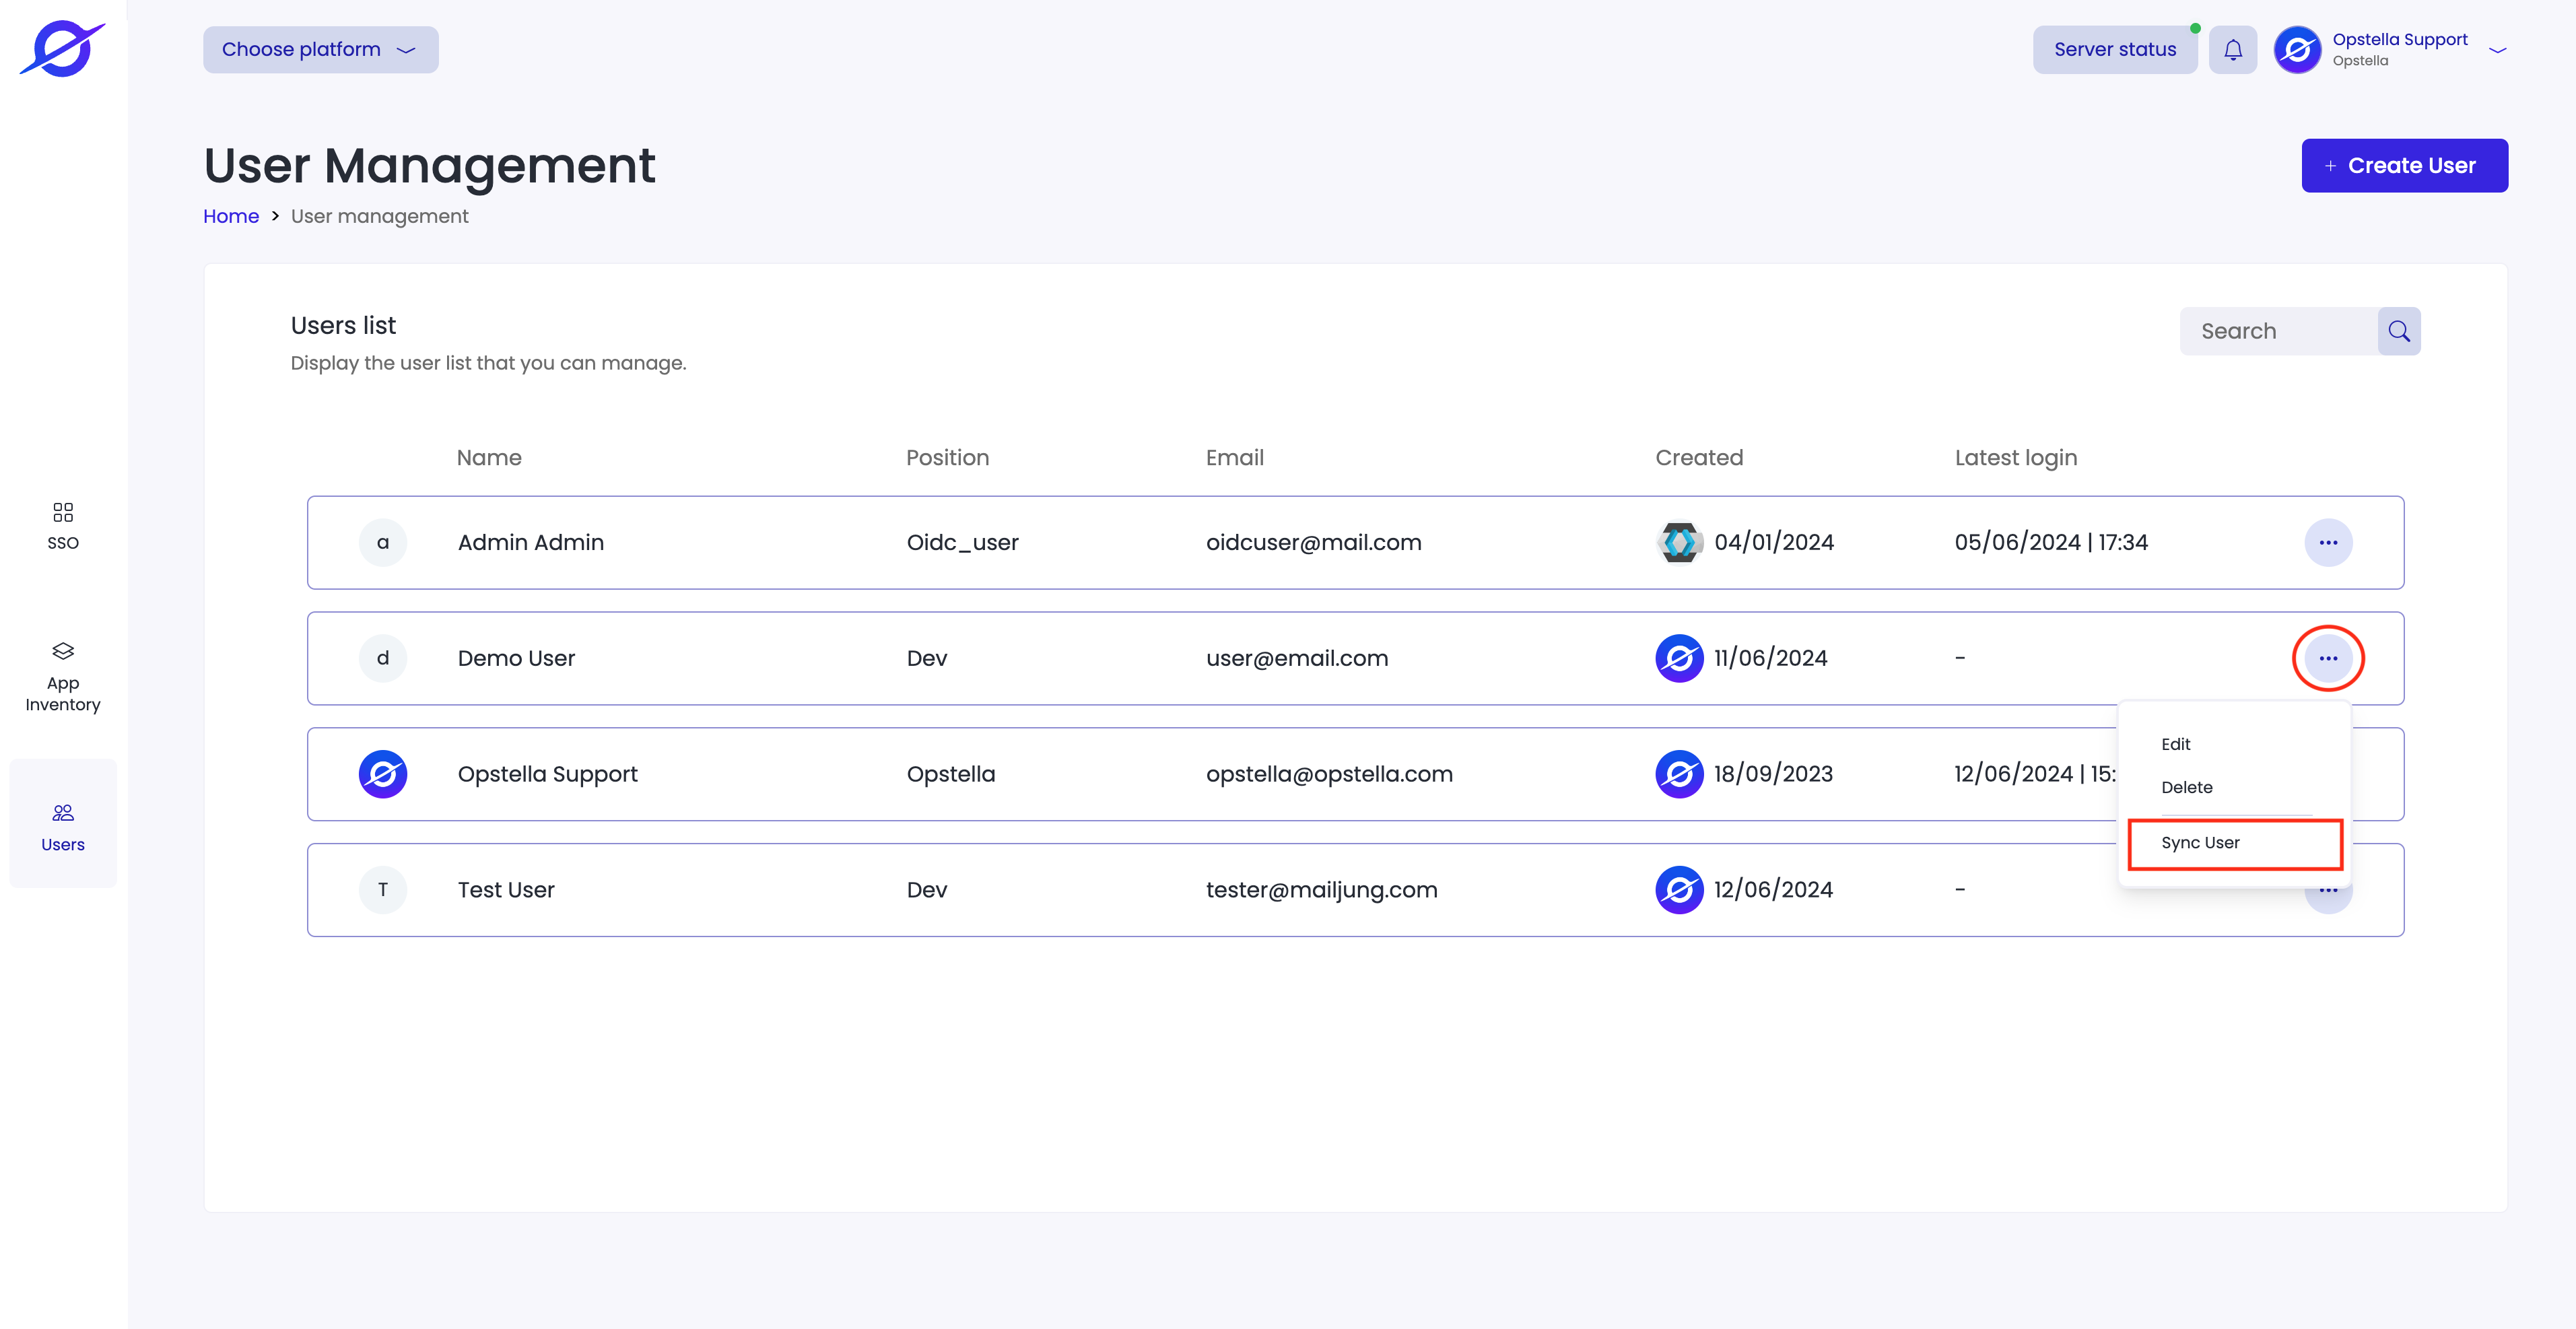 Choose platform
Server status
Opstella Support
Opstella
User Management
Create User
Home > User management
Users list
Display the user list that you can manage.
Search
Name Position Email Created Latest login
a Admin Admin Oidc_user oidcuser@mail.com 04/01/2024 05/06/2024 | 17:34
d Demo User Dev user@email.com 11/06/2024 -
Opstella Support Opstella opstella@opstella.com 18/09/2023 12/06/2024 | 15:
T Test User Dev tester@mailjung.com 12/06/2024 -
Edit
Delete
Sync User
SSO
App
Inventory
Users